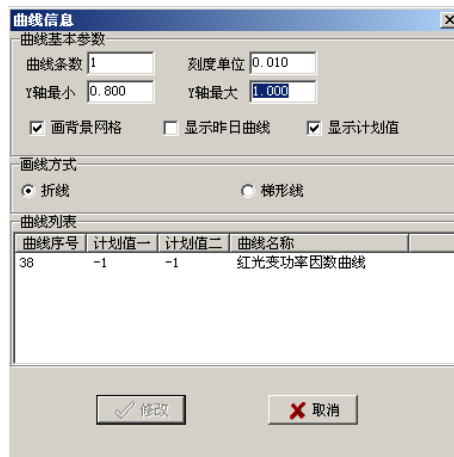 曲线信息
曲线基本参数
曲线条数 1 刻度单位 0.010
Y轴最小 0.800 Y轴最大 1.000
画背景网格 显示昨日曲线 显示计划值
画线方式
折线 梯形线
曲线列表
曲线序号 计划值一 计划值二 曲线名称
38 -1 -1 红光变功率因数曲线
修改 取消